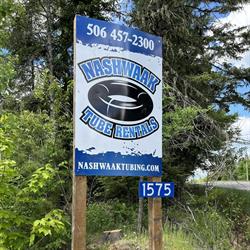 506 457-2300
NASHWAAK
TUBE RENTALS
NASHWAAKTUBING.COM
1575